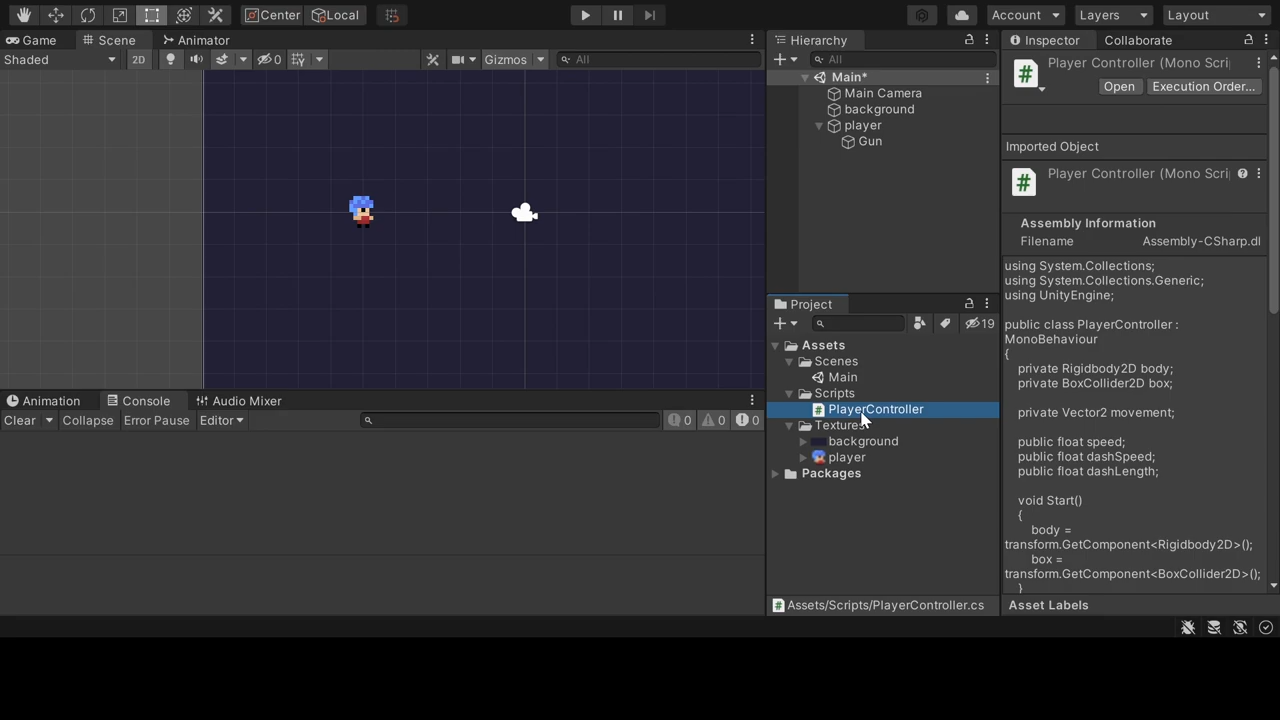 Center
Local
Account
Layers
Layout
Game
Scene
Animator
Shaded
2D
0
Gizmos
All
Hierarchy
All
Main*
Main Camera
background
player
Gun
Project
19
Assets
Scenes
Main
Scripts
PlayerController
Textures
background
player
Packages
Assets/Scripts/PlayerController.cs
Inspector
Collaborate
Player Controller (Mono Scri
Open
Execution Order...
Imported Object
Player Controller (Mono Scri
Assembly Information
Filename
Assembly-CSharp.dl
using System.Collections;
using System.Collections.Generic;
using UnityEngine;
public class PlayerController :
MonoBehaviour
{
private Rigidbody2D body;
private BoxCollider2D box;
private Vector2 movement;
public float speed;
public float dashSpeed;
public float dashLength;
void Start()
{
body =
transform.GetComponent<Rigidbody2D>();
box =
transform.GetComponent<BoxCollider2D>();
}
Asset Labels
Animation
Console
Audio Mixer
Clear
Collapse
Error Pause
Editor
0
0
0